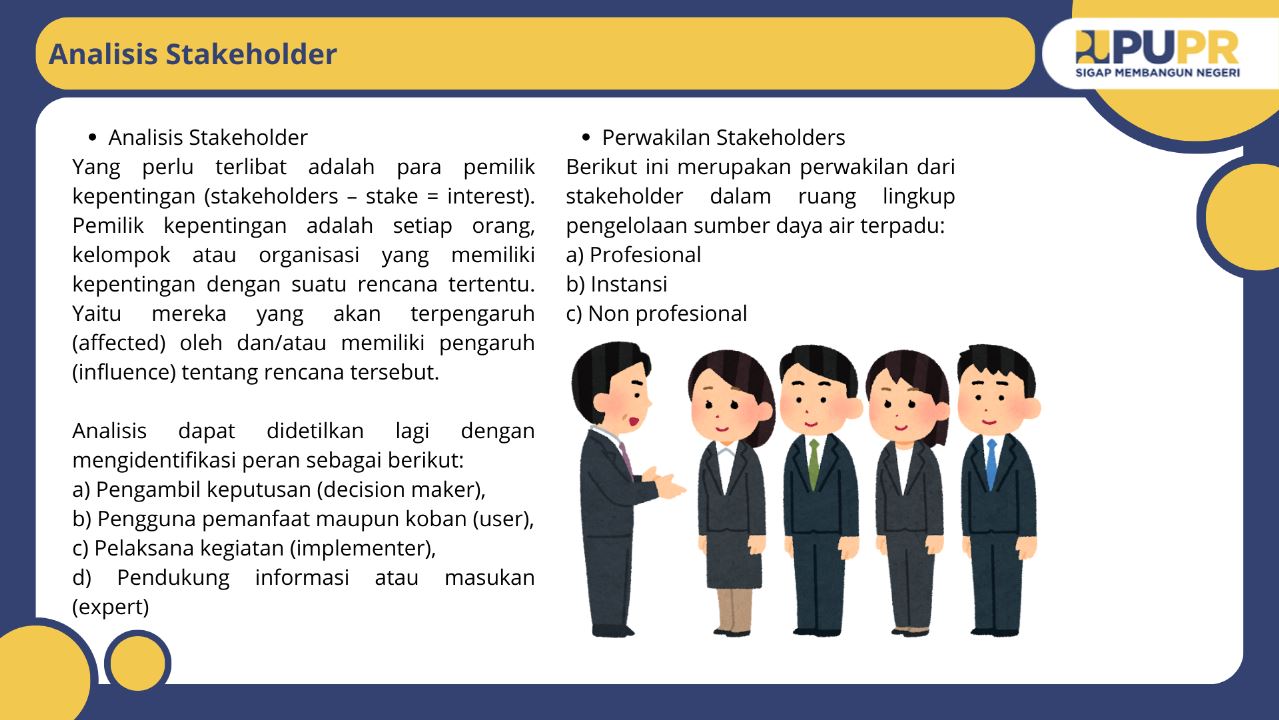 Analisis Stakeholder
PUPR
SIGAP MEMBANGUN NEGERI
• Analisis Stakeholder
Yang perlu terlibat adalah para pemilik
kepentingan (stakeholders – stake = interest).
Pemilik kepentingan adalah setiap orang,
kelompok atau organisasi yang memiliki
kepentingan dengan suatu rencana tertentu.
Yaitu mereka yang akan terpengaruh
(affected) oleh dan/atau memiliki pengaruh
(influence) tentang rencana tersebut.
Analisis dapat didetilkan lagi dengan
mengidentifikasi peran sebagai berikut:
a) Pengambil keputusan (decision maker),
b) Pengguna pemanfaat maupun koban (user),
c) Pelaksana kegiatan (implementer),
d) Pendukung informasi atau masukan
(expert)
• Perwakilan Stakeholders
Berikut ini merupakan perwakilan dari
stakeholder dalam ruang lingkup
pengelolaan sumber daya air terpadu:
a) Profesional
b) Instansi
c) Non profesional